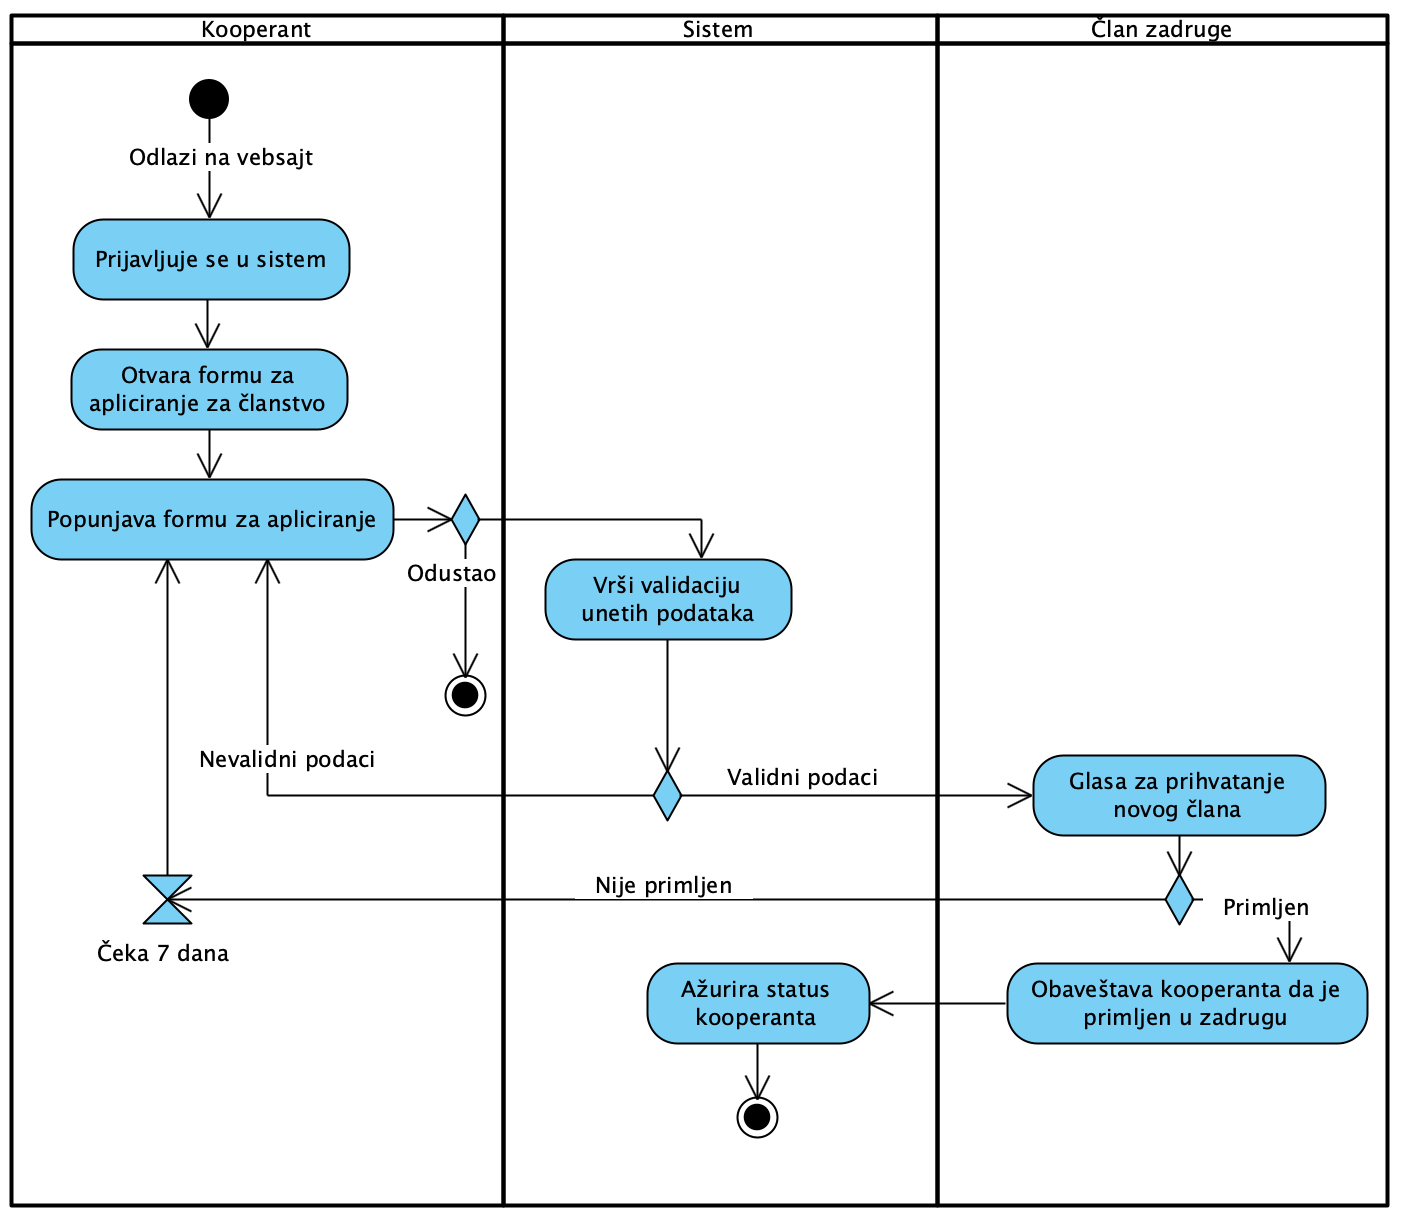 Kooperant
Sistem
Član zadruge
Odlazi na vebsajt
Prijavljuje se u sistem
Otvara formu za
apliciranje za članstvo
Popunjava formu za apliciranje
Odustao
Vrši validaciju
unetih podataka
Nevalidni podaci
Validni podaci
Glasa za prihvatanje
novog člana
Nije primljen
Primljen
Čeka 7 dana
Ažurira status
kooperanta
Obaveštava kooperanta da je
primljen u zadrugu